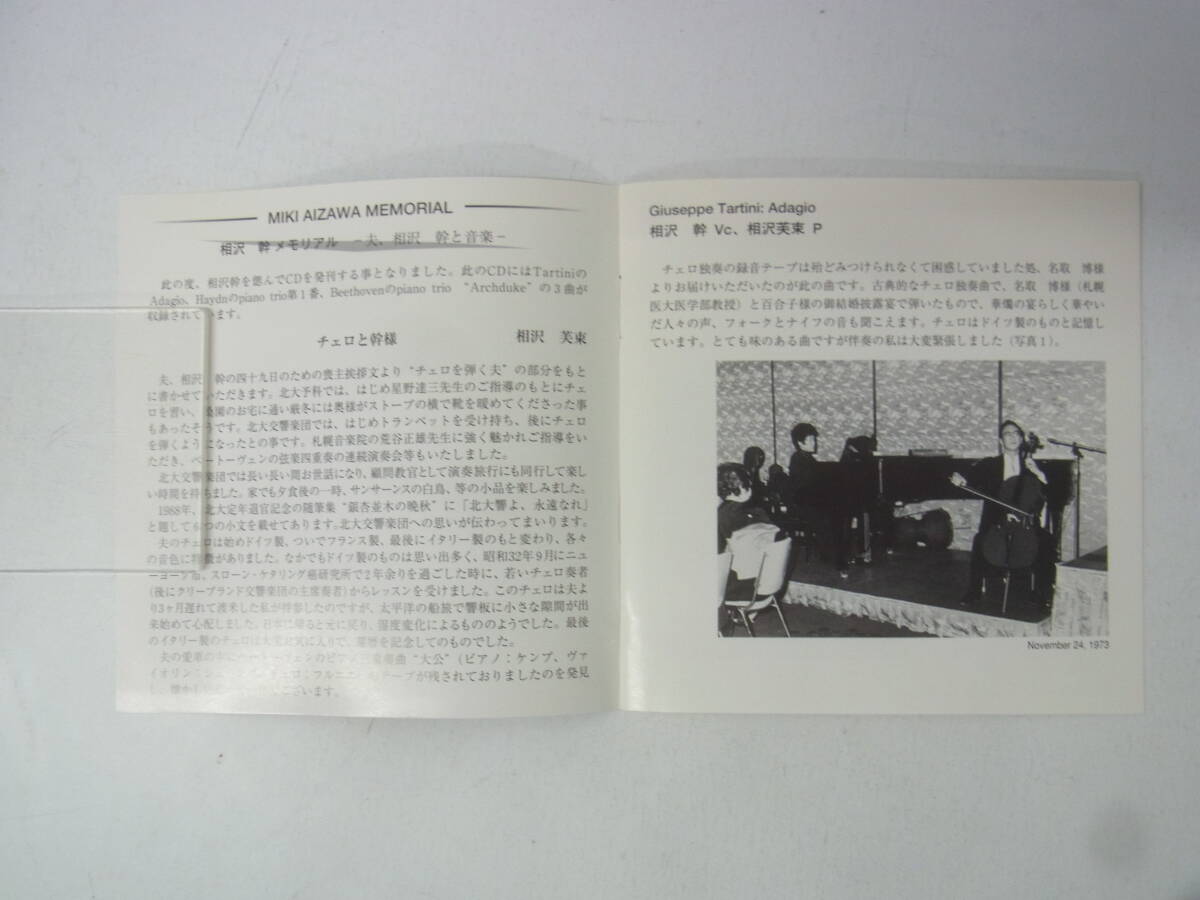 MIKI AIZAWA MEMORIAL
相沢 幹メモリアル －夫、相沢 幹と音楽－
此の度、相沢幹を偲んでCDを発刊する事となりました。此のCDにはTartiniの
Adagio、Haydnのpiano trio第1番、Beethovenのpiano trio “Archduke”の3曲が
収録されています。
チェロと幹様 相沢 芙束
夫、相沢 幹の四十九日のための喪主挨拶文より“チェロを弾く夫”の部分をもと
に書かせていただきます。北大予科では、はじめ星野達三先生のご指導のもとにチェ
ロを習い、公園のお宅に通い厳冬には奥様がストーブの横で靴を暖めてくださった事
もあったそうです。北大交響楽団では、はじめトランペットを受け持ち、後にチェロ
を弾くようになったとの事です。札幌音楽院の荒谷正雄先生に強く魅かれご指導をい
ただき、ベートーヴェンの弦楽四重奏の連続演奏会等もいたしました。
北大交響楽団では長い長い間お世話になり、顧問教官として演奏旅行にも同行して楽し
い時間を持ちました。家でも夕食後の一時、サンサーンスの白鳥、等の小品を楽しみました。
1988年、北大定年退官記念の随筆集“銀杏並木の晩秋”に「北大響よ、永遠なれ」
と題して6つの小文を載せてあります。北大交響楽団への思いが伝わってまいります。
夫のチェロは始めドイツ製、ついでフランス製、最後にイタリー製のもと変わり、各々
の音色に特徴がありました。なかでもドイツ製のものは思い出多く、昭和32年9月にニュ
ーヨーク市、スローン・ケタリング癌研究所で2年余りを過ごした時に、若いチェロ奏者
(後にクリーブランド交響楽団の主席奏者)からレッスンを受けました。このチェロは夫よ
り3ヶ月遅れて渡米した私が持参したのですが、太平洋の船旅で響板に小さな隙間が出
来始めて心配しました。日本に帰ると元に戻り、湿度変化によるもののようでした。最後
のイタリー製のチェロは大変お気に入りで、還暦を記念してのものでした。
夫の愛車の中にベートーヴェンのピアノ三重奏曲“大公”(ピアノ：ケンプ、ヴァ
イオリン：シェリング、チェロ：フルニエ)のテープが残されておりましたのを発見
し、懐かしい ございます。
Giuseppe Tartini: Adagio
相沢 幹 Vc、相沢芙束 P
チェロ独奏の録音テープは殆どみつけられなくて困惑していました処、名取 博様
よりお届けいただいたのが此の曲です。古典的なチェロ独奏曲で、名取 博様(札幌
医大医学部教授)と百合子様の御結婚披露宴で弾いたもので、華燭の宴らしく華やい
だ人々の声、フォークとナイフの音も聞こえます。チェロはドイツ製のものと記憶し
ています。とても味のある曲ですが伴奏の私は大変緊張しました(写真1)。
November 24, 1973